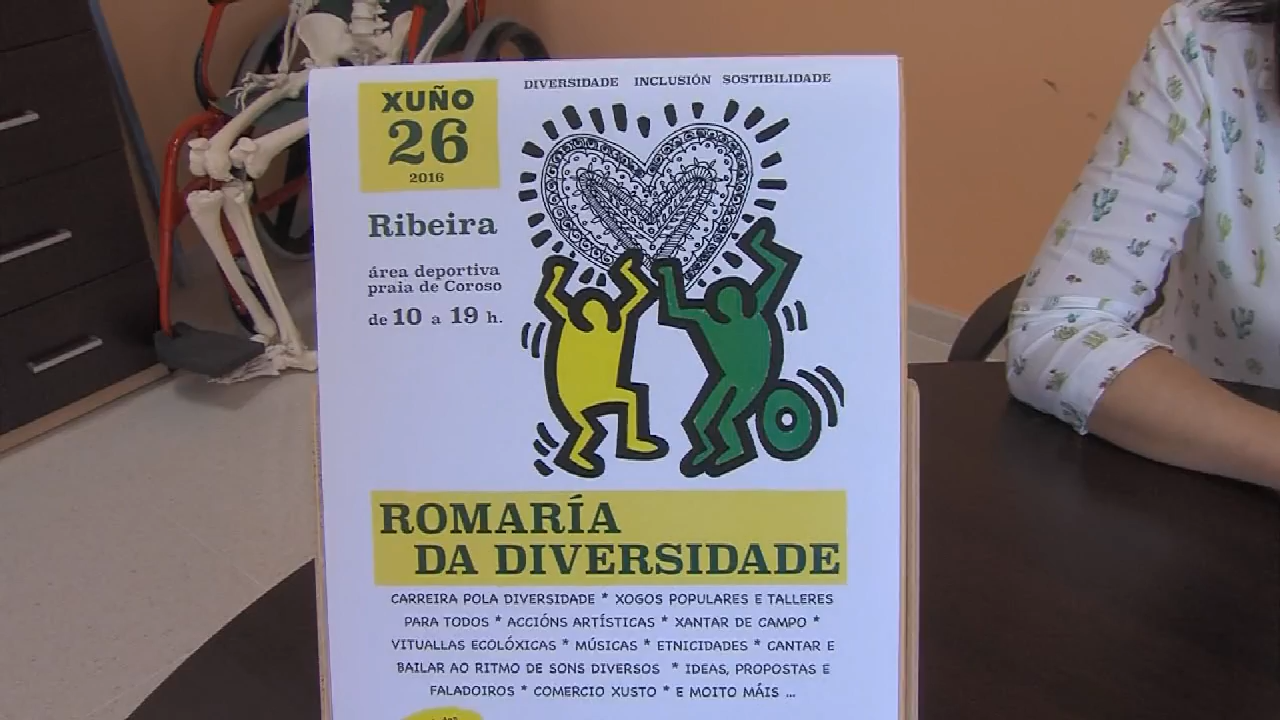 DIVERSIDADE INCLUSIÓN SOSTIBILIDADE
XUÑO
26
2016
Ribeira
área deportiva
praia de Coroso
de 10 a 19 h.
ROMARÍA
DA DIVERSIDADE
CARREIRA POLA DIVERSIDADE * XOGOS POPULARES E TALLERES
PARA TODOS * ACCIÓNS ARTÍSTICAS * XANTAR DE CAMPO *
VITUALLAS ECOLÓXICAS * MÚSICAS * ETNICIDADES * CANTAR E
BAILAR AO RITMO DE SONS DIVERSOS * IDEAS, PROPOSTAS E
FALADOIROS * COMERCIO XUSTO * E MOITO MÁIS ...